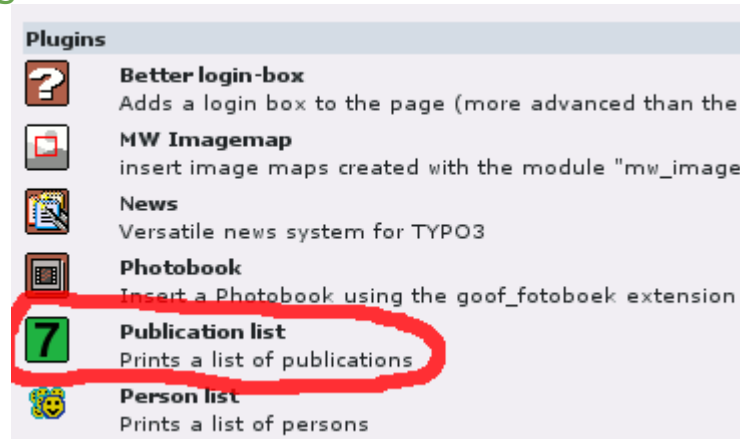 Plugins
Better login-box
Adds a login box to the page (more advanced than the
MW Imagemap
insert image maps created with the module "mw_image
News
Versatile news system for TYPO3
Photobook
Insert a Photobook using the goof_fotoboek extension
7
Publication list
Prints a list of publications
Person list
Prints a list of persons